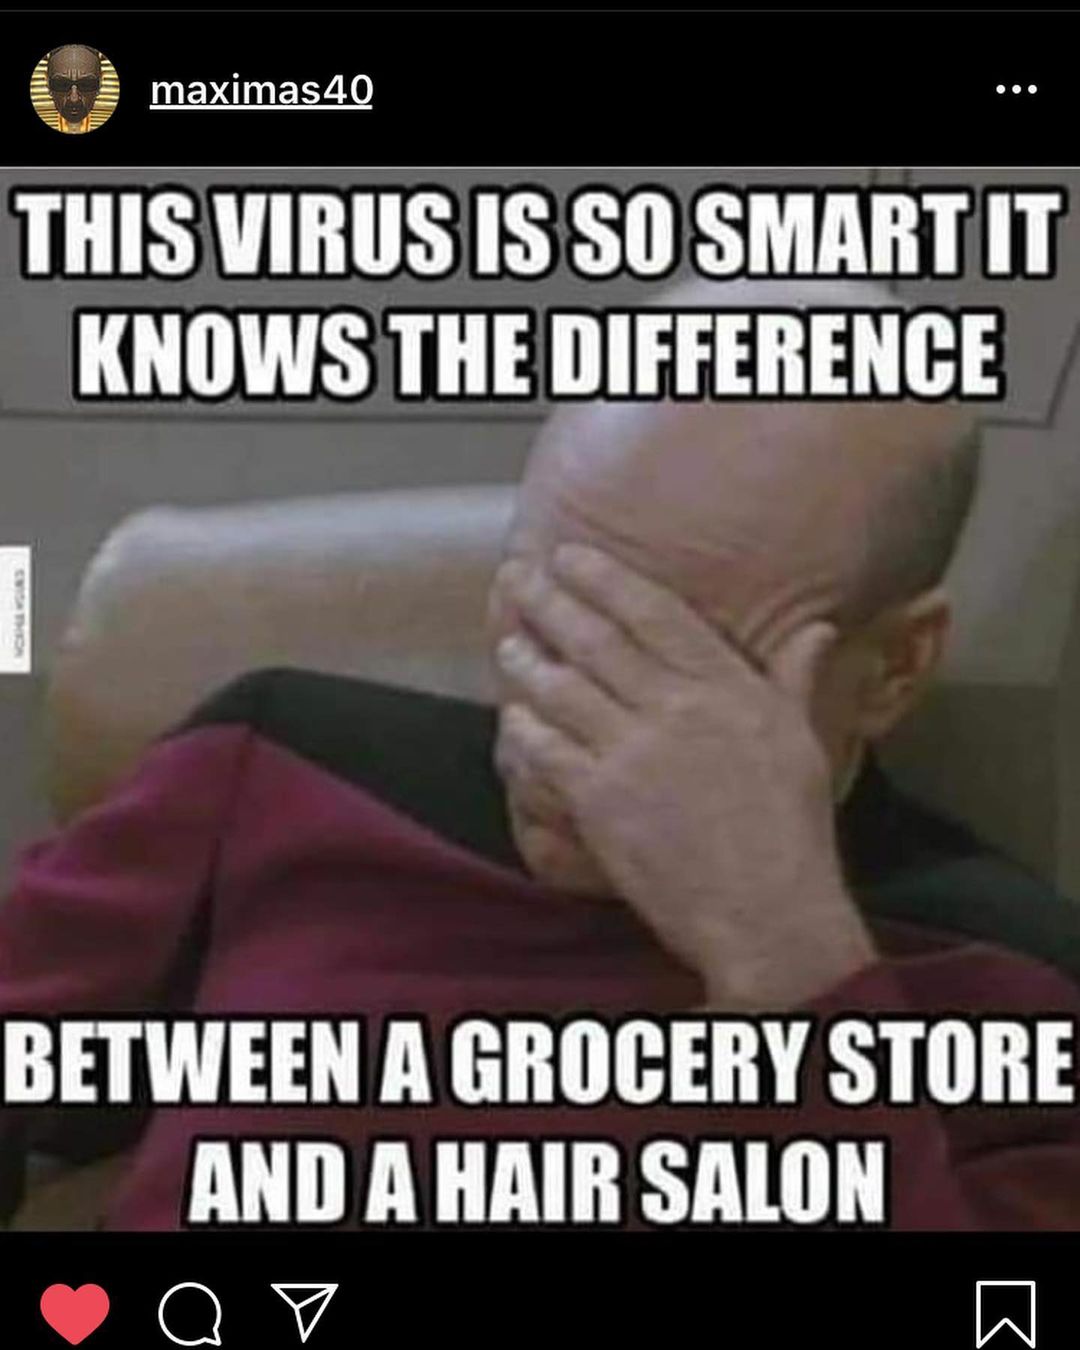 maximas40
THIS VIRUS IS SO SMART IT
KNOWS THE DIFFERENCE
BETWEEN A GROCERY STORE
AND A HAIR SALON